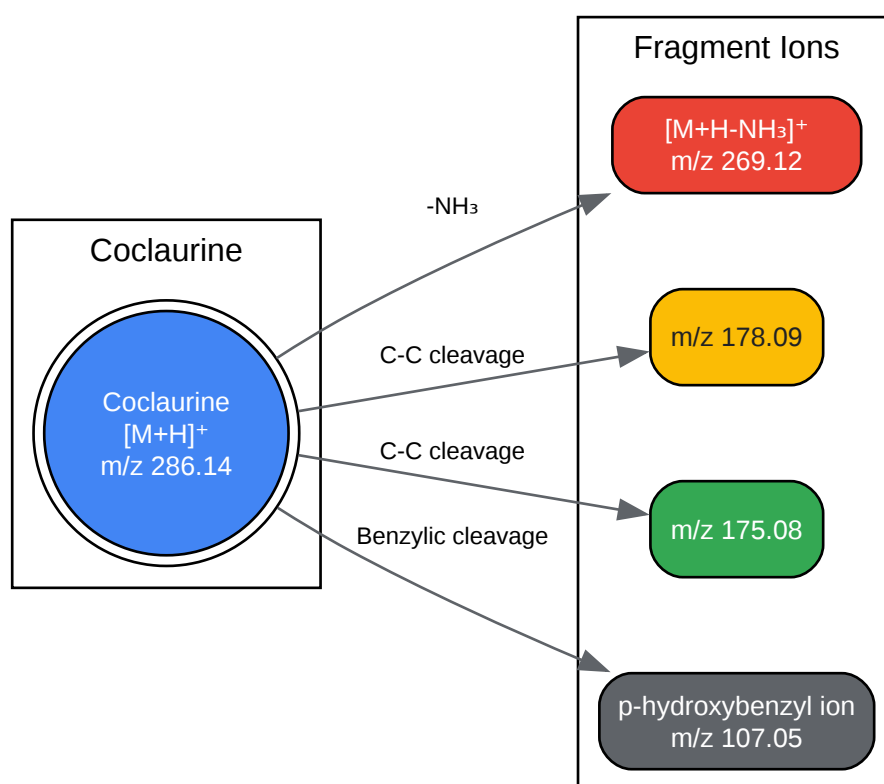 Fragment Ions
[M+H-NH₃]⁺
m/z 269.12
-NH₃
Coclaurine
C-C cleavage
m/z 178.09
Coclaurine
[M+H]⁺
m/z 286.14
C-C cleavage
m/z 175.08
Benzylic cleavage
p-hydroxybenzyl ion
m/z 107.05